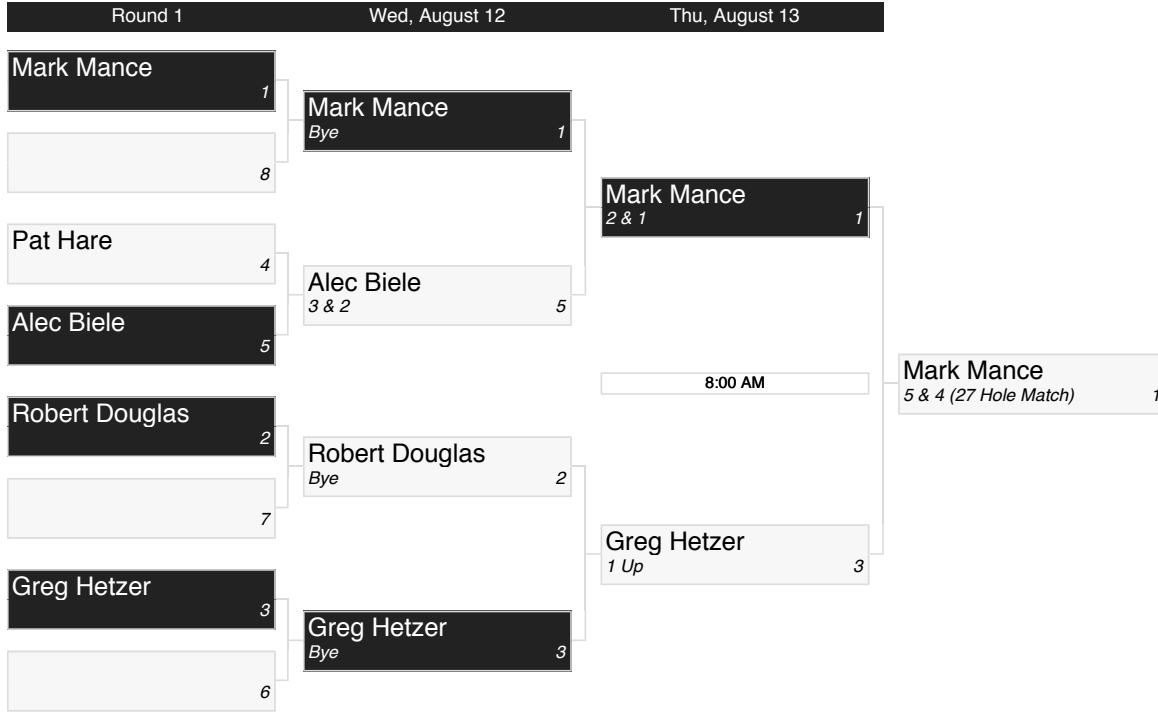 Round 1
Wed, August 12
Thu, August 13
Mark Mance
1
8
Pat Hare
4
Alec Biele
5
Robert Douglas
2
7
Greg Hetzer
3
6
Mark Mance
Bye 1
Alec Biele
3 & 2 5
Robert Douglas
Bye 2
Greg Hetzer
Bye 3
Mark Mance
2 & 1 1
8:00 AM
Greg Hetzer
1 Up 3
Mark Mance
5 & 4 (27 Hole Match) 1